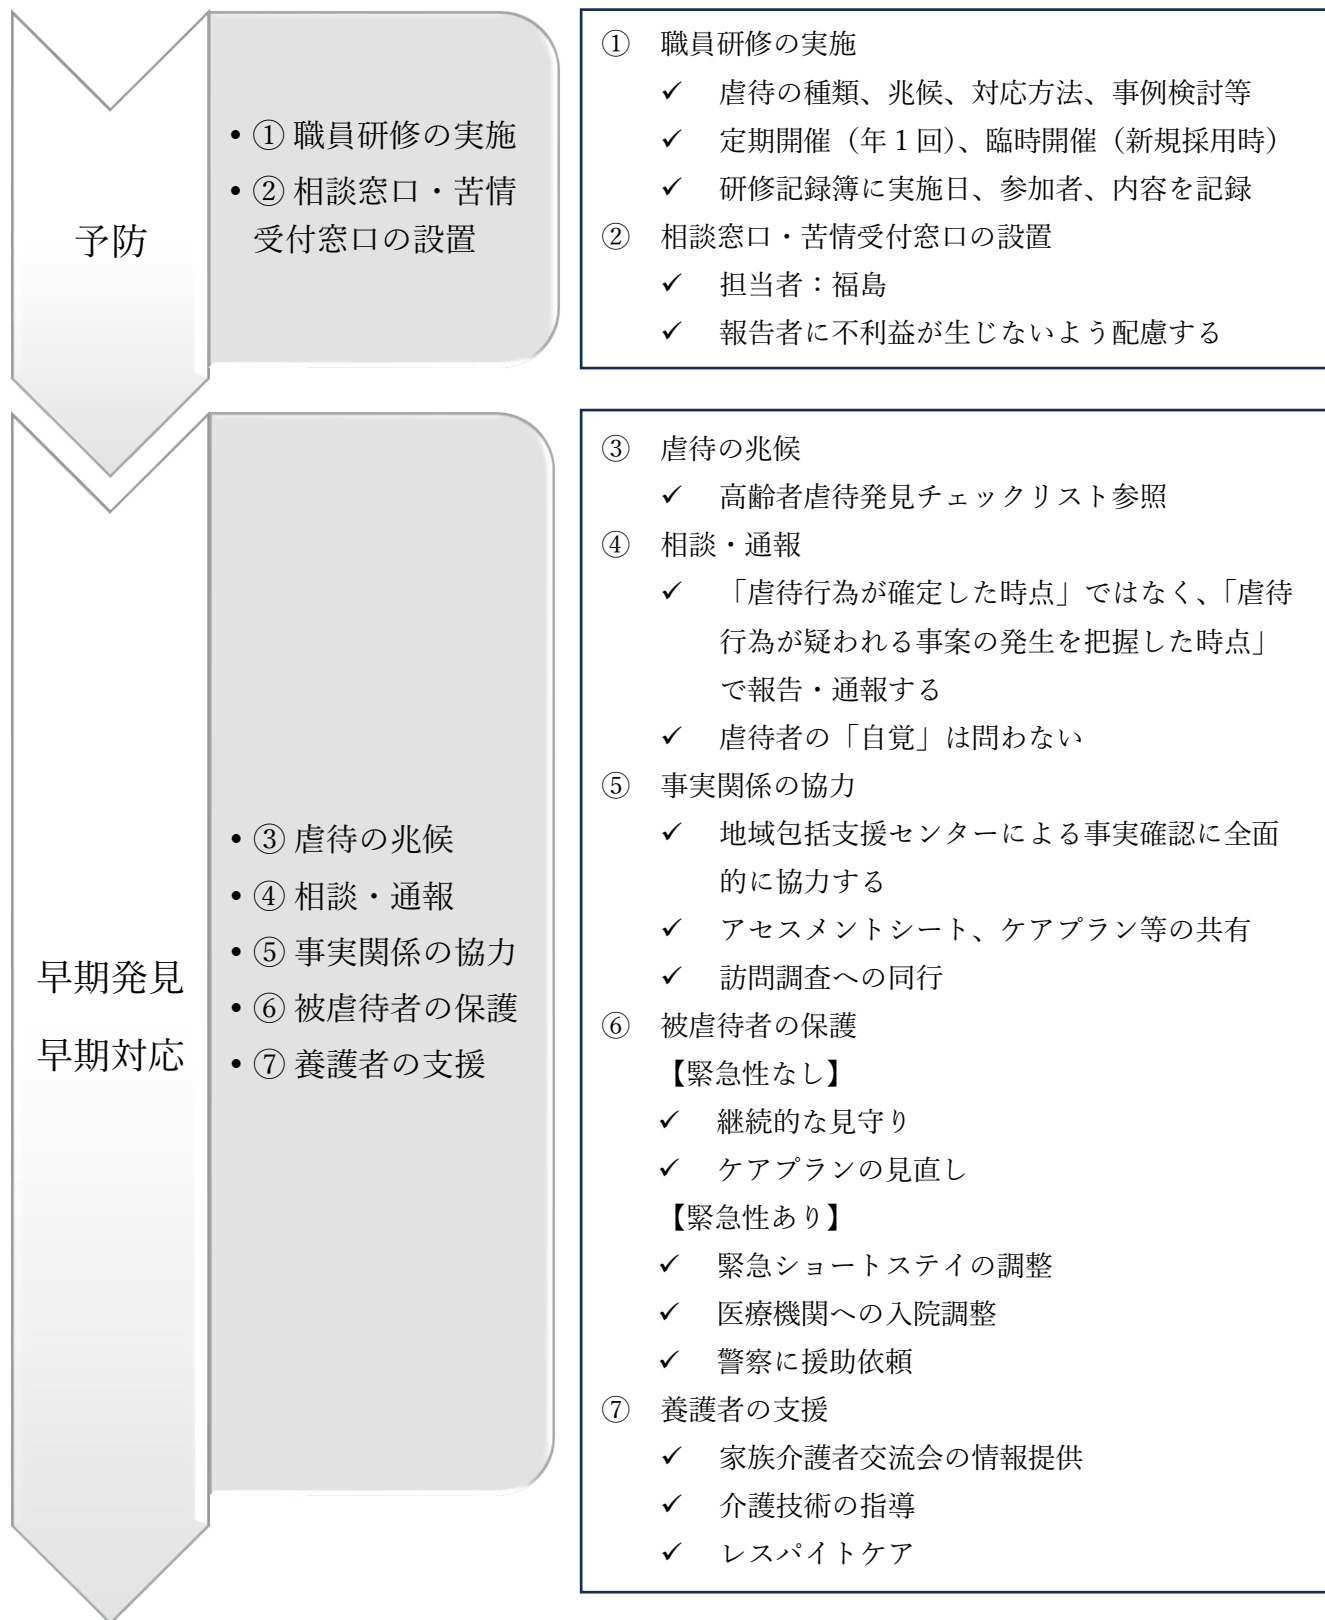 予防
• ① 職員研修の実施
• ② 相談窓口・苦情
受付窓口の設置
① 職員研修の実施
✓ 虐待の種類、兆候、対応方法、事例検討等
✓ 定期開催（年１回）、臨時開催（新規採用時）
✓ 研修記録簿に実施日、参加者、内容を記録
② 相談窓口・苦情受付窓口の設置
✓ 担当者：福島
✓ 報告者に不利益が生じないよう配慮する
早期発見
早期対応
• ③ 虐待の兆候
• ④ 相談・通報
• ⑤ 事実関係の協力
• ⑥ 被虐待者の保護
• ⑦ 養護者の支援
③ 虐待の兆候
✓ 高齢者虐待発見チェックリスト参照
④ 相談・通報
✓ 「虐待行為が確定した時点」ではなく、「虐待
行為が疑われる事案の発生を把握した時点」
で報告・通報する
✓ 虐待者の「自覚」は問わない
⑤ 事実関係の協力
✓ 地域包括支援センターによる事実確認に全面
的に協力する
✓ アセスメントシート、ケアプラン等の共有
✓ 訪問調査への同行
⑥ 被虐待者の保護
【緊急性なし】
✓ 継続的な見守り
✓ ケアプランの見直し
【緊急性あり】
✓ 緊急ショートステイの調整
✓ 医療機関への入院調整
✓ 警察に援助依頼
⑦ 養護者の支援
✓ 家族介護者交流会の情報提供
✓ 介護技術の指導
✓ レスパイトケア